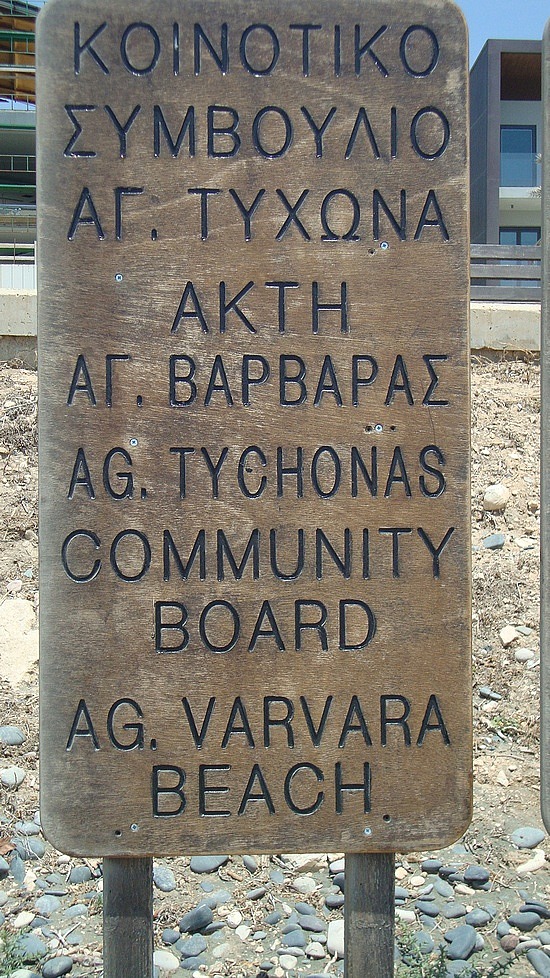 ΚΟΙΝΟΤΙΚΟ
ΣΥΜΒΟΥΛΙΟ
ΑΓ. ΤΥΧΩΝΑ
ΑΚΤΗ
ΑΓ. ΒΑΡΒΑΡΑΣ
AG. TYCHONAS
COMMUNITY
BOARD
AG. VARVARA
BEACH